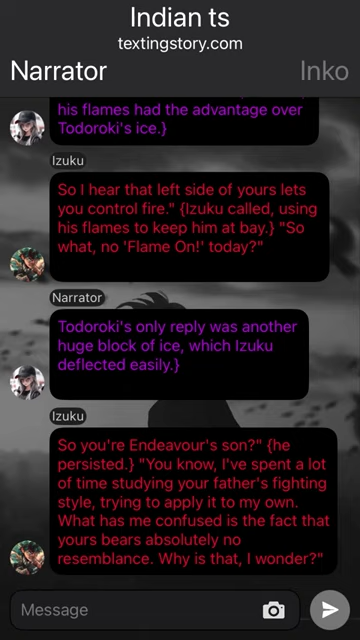 Indian ts
textingstory.com
Narrator
Inko
his flames had the advantage over
Todoroki's ice.}
Izuku
So I hear that left side of yours lets
you control fire." {Izuku called, using
his flames to keep him at bay.} "So
what, no 'Flame On!' today?"
Narrator
Todoroki's only reply was another
huge block of ice, which Izuku
deflected easily.}
Izuku
So you're Endeavour's son?" {he
persisted.} "You know, I've spent a lot
of time studying your father's fighting
style, trying to apply it to my own.
What has me confused is the fact that
yours bears absolutely no
resemblance. Why is that, I wonder?"
Message